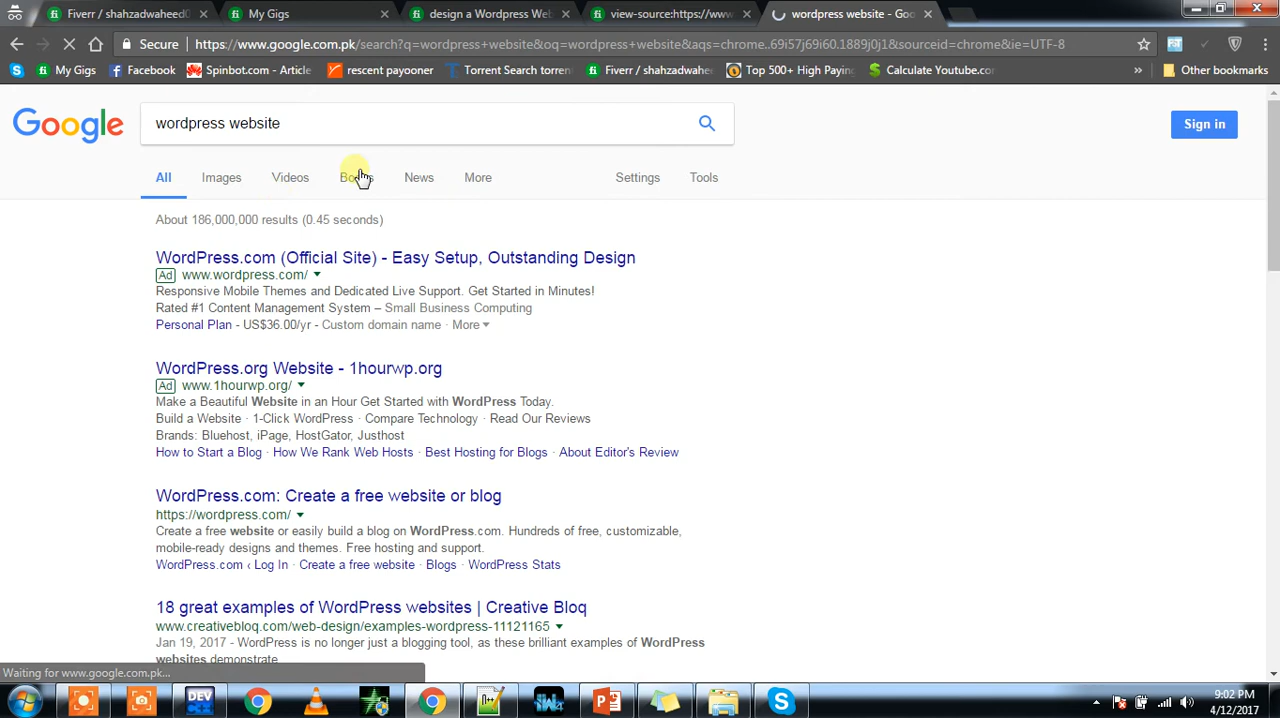 Fiverr / shahzadwaheed0
My Gigs
design a Wordpress Web
view-source:https://www
wordpress website - Goo
Secure
https://www.google.com.pk/search?q=wordpress+website&oq=wordpress+website&aqs=chrome..69i57j69i60.1889j0j1&sourceid=chrome&ie=UTF-8
My Gigs
Facebook
Spinbot.com - Article
rescent payooner
Torrent Search torren
Fiverr / shahzadwahee
Top 500+ High Paying
Calculate Youtube.co
»
Other bookmarks
Google
wordpress website
Sign in
All
Images
Videos
News
More
Settings
Tools
About 186,000,000 results (0.45 seconds)
WordPress.com (Official Site) - Easy Setup, Outstanding Design
Ad www.wordpress.com/
Responsive Mobile Themes and Dedicated Live Support. Get Started in Minutes!
Rated #1 Content Management System – Small Business Computing
Personal Plan - US$36.00/yr - Custom domain name · More
WordPress.org Website - 1hourwp.org
Ad www.1hourwp.org/
Make a Beautiful Website in an Hour Get Started with WordPress Today.
Build a Website · 1-Click WordPress · Compare Technology · Read Our Reviews
Brands: Bluehost, iPage, HostGator, Justhost
How to Start a Blog · How We Rank Web Hosts · Best Hosting for Blogs · About Editor's Review
WordPress.com: Create a free website or blog
https://wordpress.com/
Create a free website or easily build a blog on WordPress.com. Hundreds of free, customizable,
mobile-ready designs and themes. Free hosting and support.
WordPress.com ‹ Log In · Create a free website · Blogs · WordPress Stats
18 great examples of WordPress websites | Creative Bloq
www.creativebloq.com/web-design/examples-wordpress-11121165
Jan 19, 2017 - WordPress is no longer just a blogging tool, as these brilliant examples of WordPress
websites demonstrate
Waiting for www.google.com.pk...
DEV
9:02 PM
4/12/2017